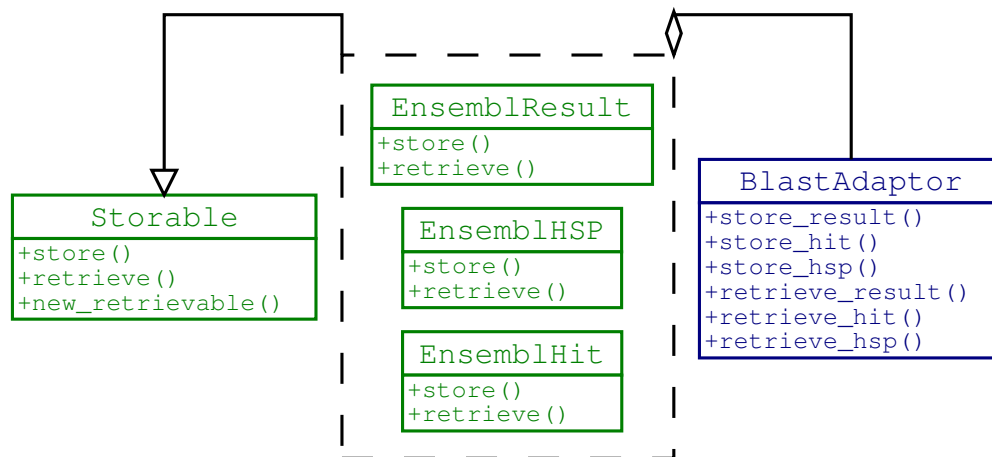 Storable
+store()
+retrieve()
+new_retrievable()
EnsemblResult
+store()
+retrieve()
EnsemblHSP
+store()
+retrieve()
EnsemblHit
+store()
+retrieve()
BlastAdaptor
+store_result()
+store_hit()
+store_hsp()
+retrieve_result()
+retrieve_hit()
+retrieve_hsp()